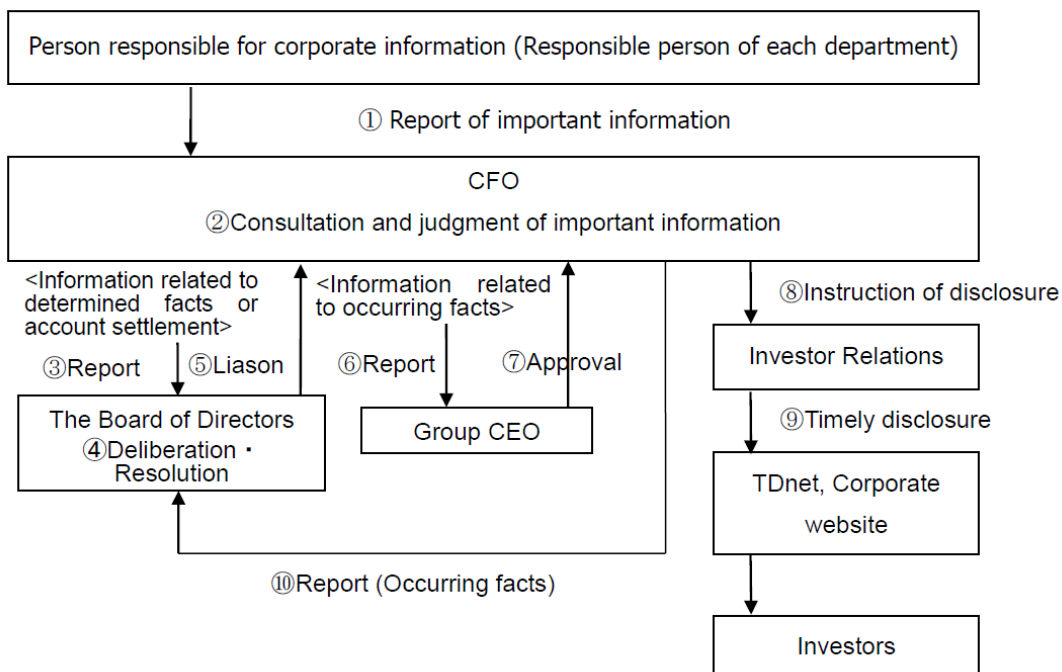 Person responsible for corporate information (Responsible person of each department)
① Report of important information
CFO
②Consultation and judgment of important information
<Information related to
determined facts or
account settlement>
③Report
⑤Liason
<Information related
to occurring facts>
⑥Report
⑦Approval
⑧Instruction of disclosure
Investor Relations
The Board of Directors
④Deliberation・
Resolution
Group CEO
⑨Timely disclosure
TDnet, Corporate
website
⑩Report (Occurring facts)
Investors